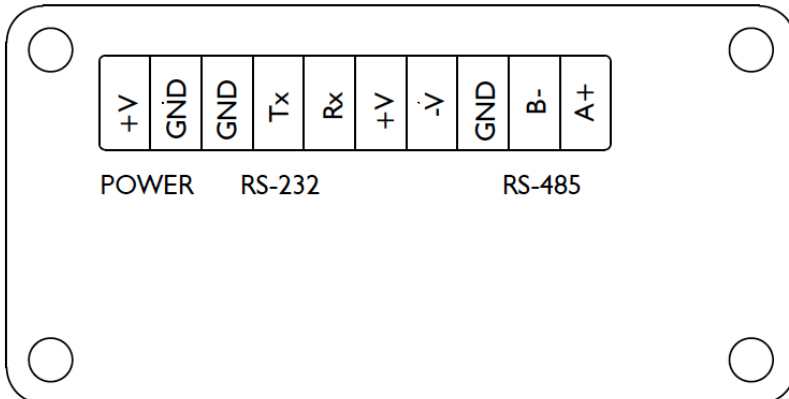 +V GND GND Tx Rx +V -V GND B- A+
POWER RS-232 RS-485